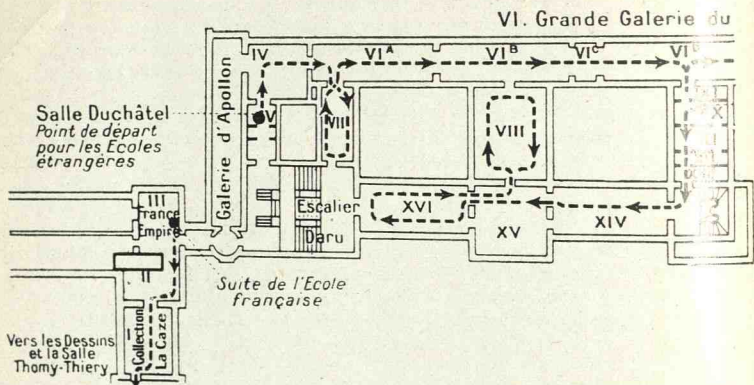 VI. Grande Galerie du
IV
VI A
VI B
VI C
VI D
Salle Duchâtel
Point de départ
pour les Ecoles
étrangères
V
VII
VIII
X
Galerie d'Apollon
III
France
Empire
Escalier
Daru
XVI
XV
XIV
II
Suite de l'Ecole
française
I
Collection
La Caze
Vers les Dessins
et la Salle
Thomy-Thiery